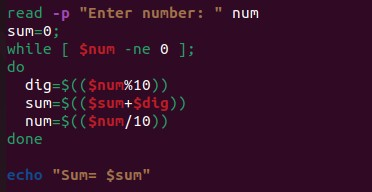 read -p "Enter number: " num
sum=0;
while [ $num -ne 0 ];
do
  dig=$(($num%10))
  sum=$(($sum+$dig))
  num=$(($num/10))
done

echo "Sum= $sum"